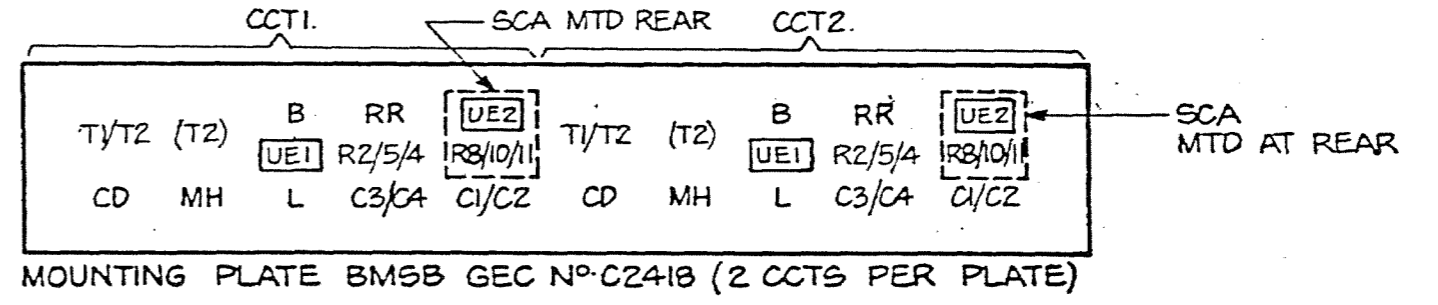 CCT1. SCA MTD REAR CCT2.
B RR UE2 B RR UE2
T1/T2 (T2) T1/T2 (T2)
UE1 R2/5/4 R8/10/11 UE1 R2/5/4 R8/10/11
CD MH L C3/C4 C1/C2 CD MH L C3/C4 C1/C2
SCA
MTD AT REAR
MOUNTING PLATE BMSB GEC Nº.C2418 (2 CCTS PER PLATE)